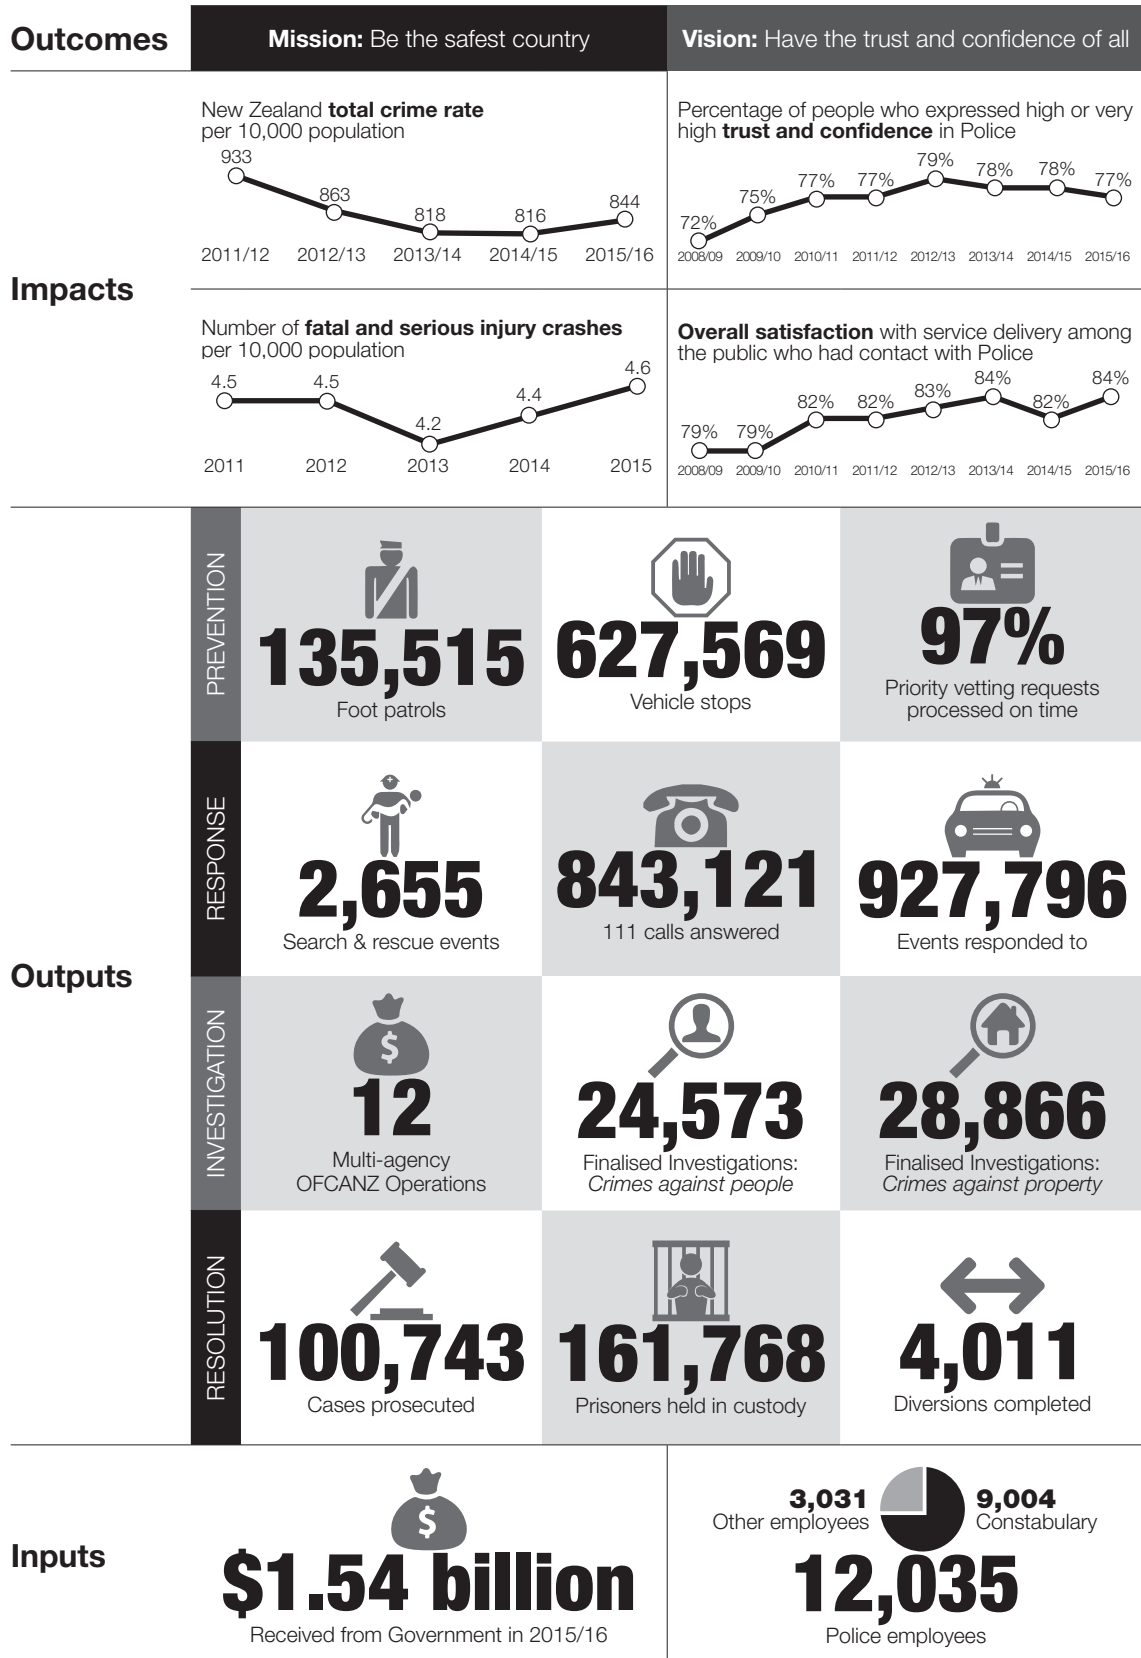 Outcomes
Mission: Be the safest country
Vision: Have the trust and confidence of all
Impacts
New Zealand total crime rate
per 10,000 population
933
863
818
816
844
2011/12 2012/13 2013/14 2014/15 2015/16
Percentage of people who expressed high or very
high trust and confidence in Police
72%
75%
77%
77%
79%
78%
78%
77%
2008/09 2009/10 2010/11 2011/12 2012/13 2013/14 2014/15 2015/16
Number of fatal and serious injury crashes
per 10,000 population
4.5
4.5
4.2
4.4
4.6
2011 2012 2013 2014 2015
Overall satisfaction with service delivery among
the public who had contact with Police
79%
79%
82%
82%
83%
84%
82%
84%
2008/09 2009/10 2010/11 2011/12 2012/13 2013/14 2014/15 2015/16
Outputs
PREVENTION
135,515
Foot patrols
627,569
Vehicle stops
97%
Priority vetting requests
processed on time
RESPONSE
2,655
Search & rescue events
843,121
111 calls answered
927,796
Events responded to
INVESTIGATION
$
12
Multi-agency
OFCANZ Operations
24,573
Finalised Investigations:
Crimes against people
28,866
Finalised Investigations:
Crimes against property
RESOLUTION
100,743
Cases prosecuted
161,768
Prisoners held in custody
4,011
Diversions completed
Inputs
$
$1.54 billion
Received from Government in 2015/16
3,031
Other employees
9,004
Constabulary
12,035
Police employees